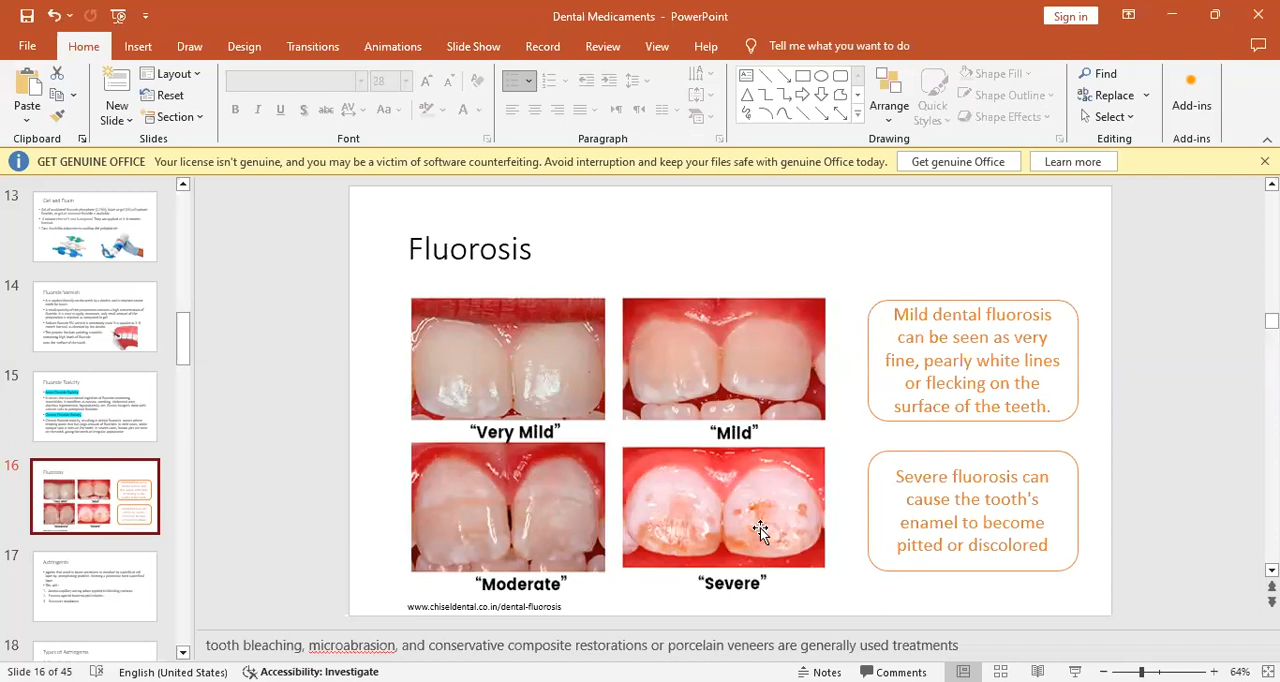 Dental Medicaments - PowerPoint
Sign in
File Home Insert Draw Design Transitions Animations Slide Show Record Review View Help Tell me what you want to do
Paste
Clipboard
New Slide
Layout
Reset
Section
Slides
28
Font
Paragraph
Arrange
Quick Styles
Shape Fill
Shape Outline
Shape Effects
Drawing
Find
Replace
Select
Editing
Add-ins
Add-ins
GET GENUINE OFFICE Your license isn't genuine, and you may be a victim of software counterfeiting. Avoid interruption and keep your files safe with genuine Office today. Get genuine Office Learn more
13
14
15
Fluoride Toxicity
16
Fluorosis
17
Astringents
18
Types of Astringents
Fluorosis
"Very Mild"
"Mild"
"Moderate"
"Severe"
www.chiseldental.co.in/dental-fluorosis
Mild dental fluorosis
can be seen as very
fine, pearly white lines
or flecking on the
surface of the teeth.
Severe fluorosis can
cause the tooth's
enamel to become
pitted or discolored
tooth bleaching, microabrasion, and conservative composite restorations or porcelain veneers are generally used treatments
Slide 16 of 45 English (United States) Accessibility: Investigate Notes Comments 64%